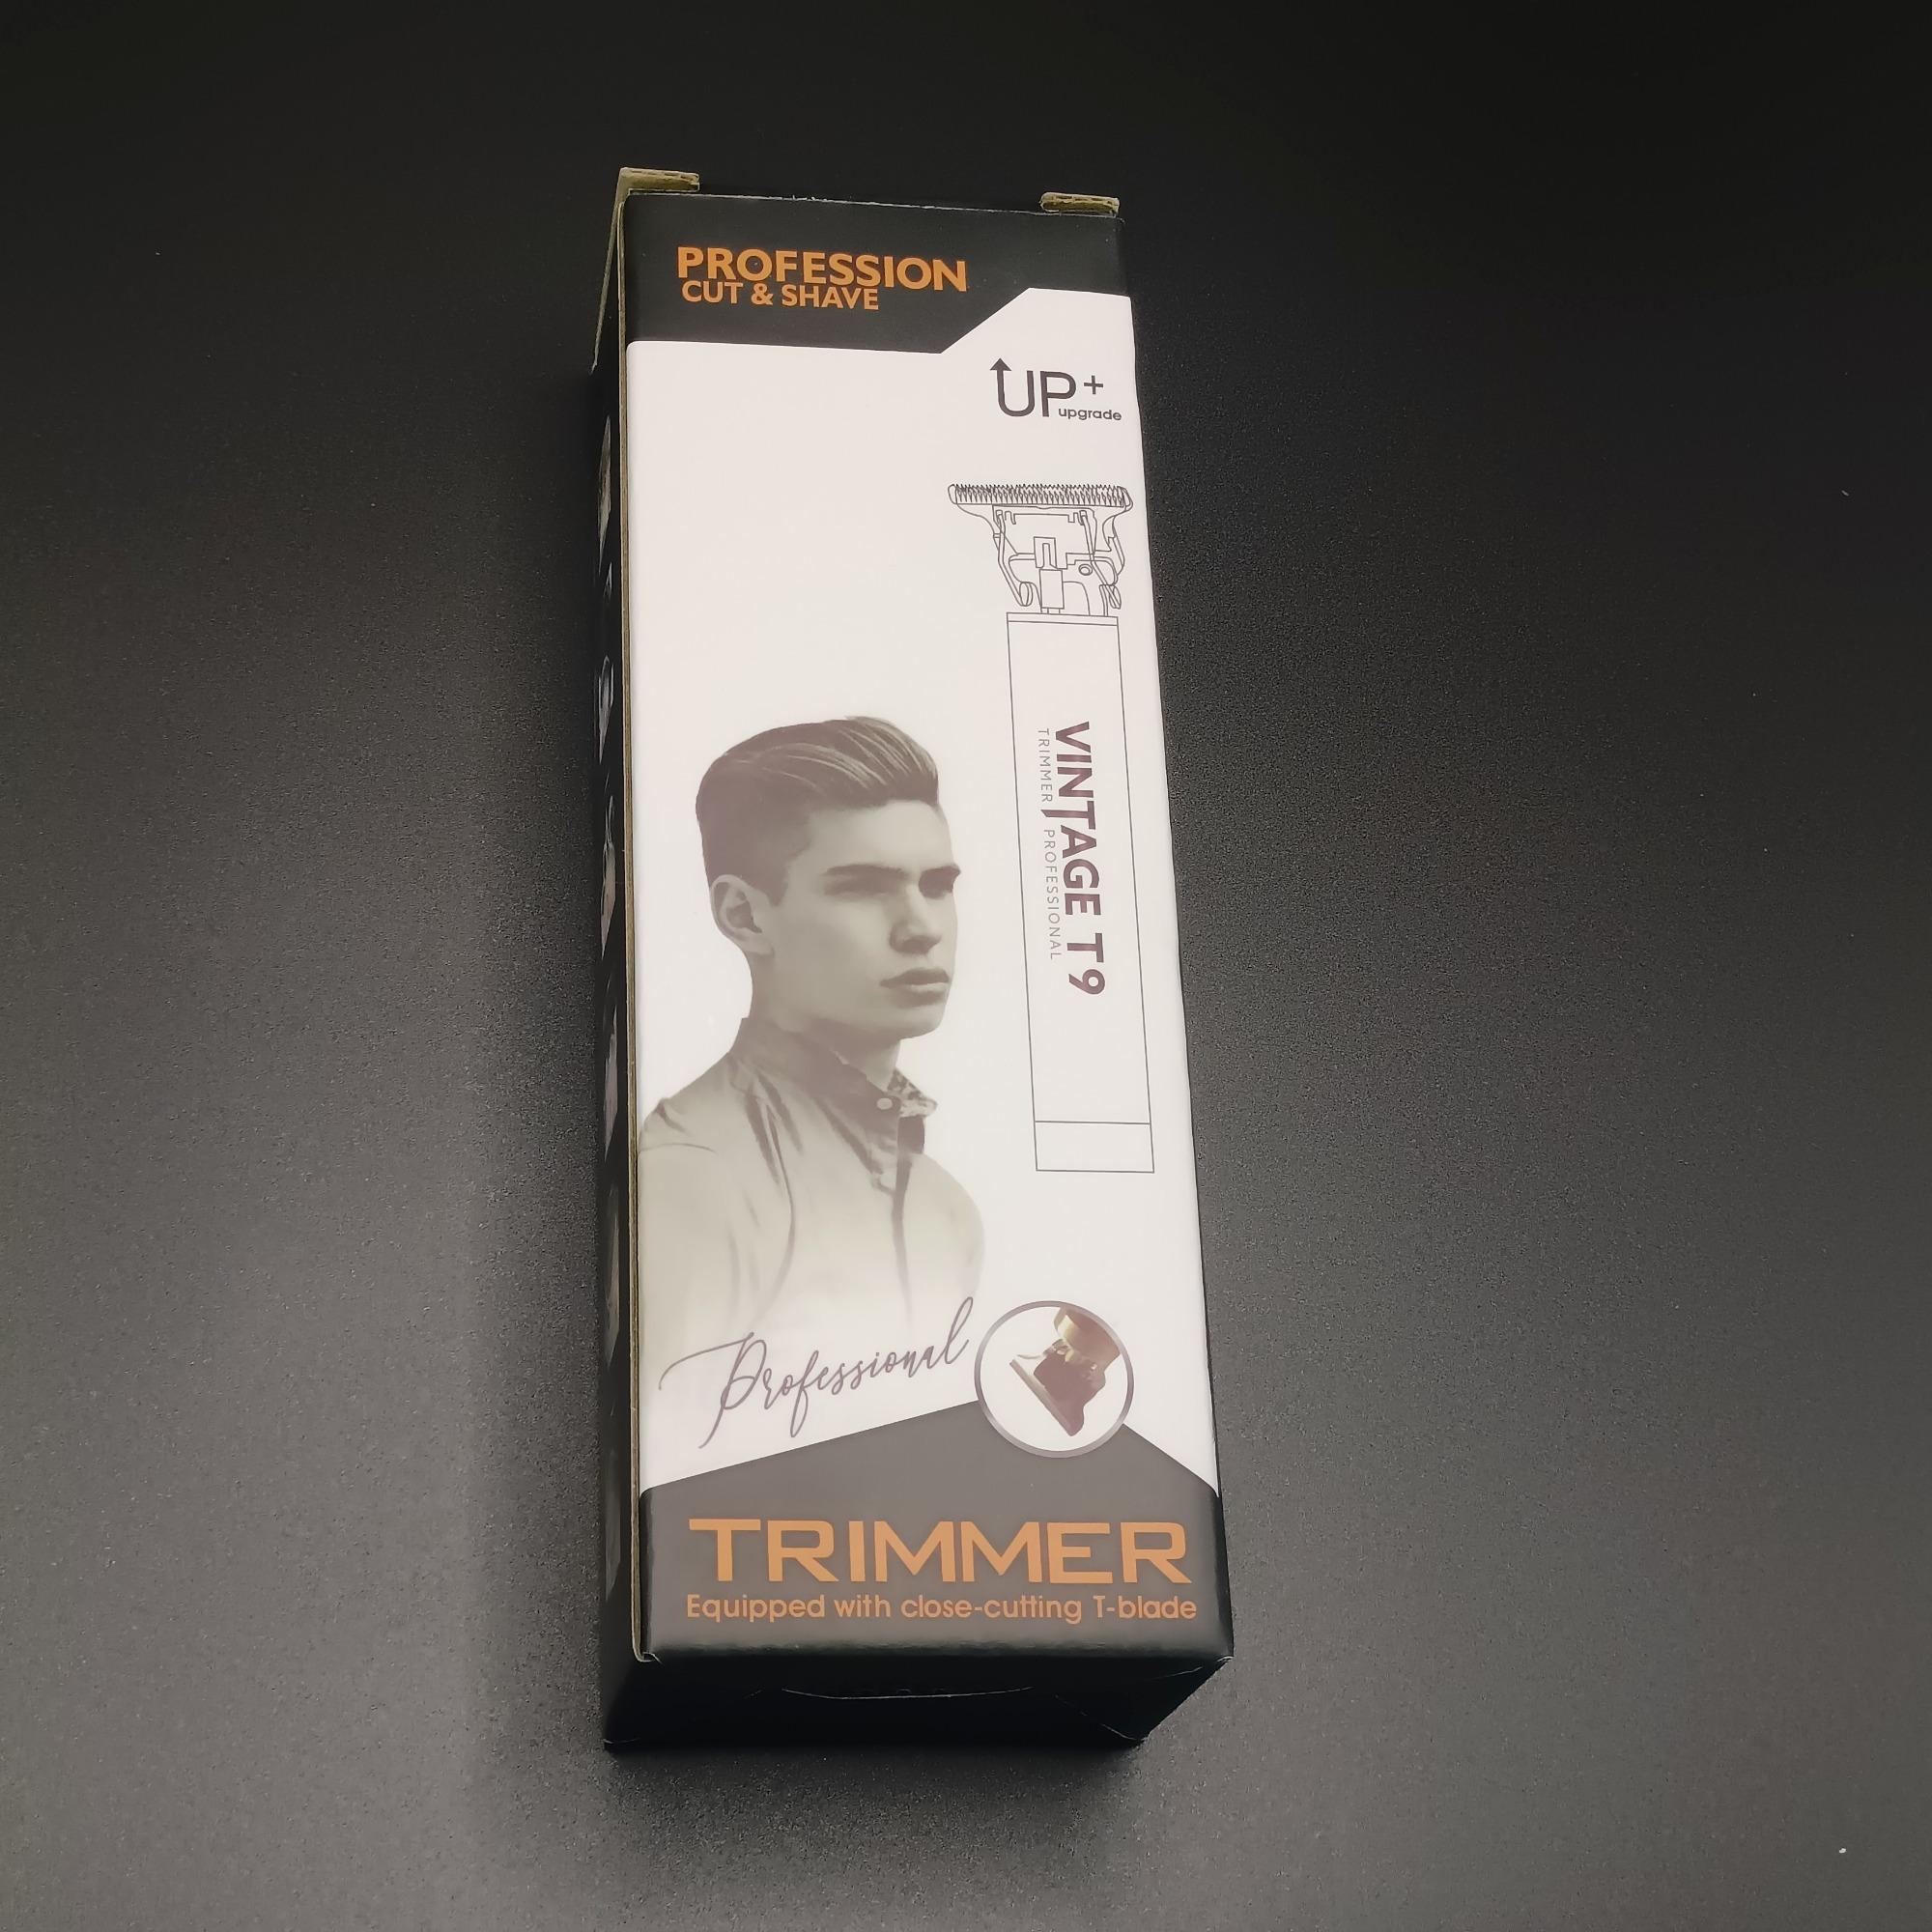 PROFESSION
CUT & SHAVE
UP+
upgrade
VINTAGE T9
TRIMMER PROFESSIONAL
Professional
TRIMMER
Equipped with close-cutting T-blade